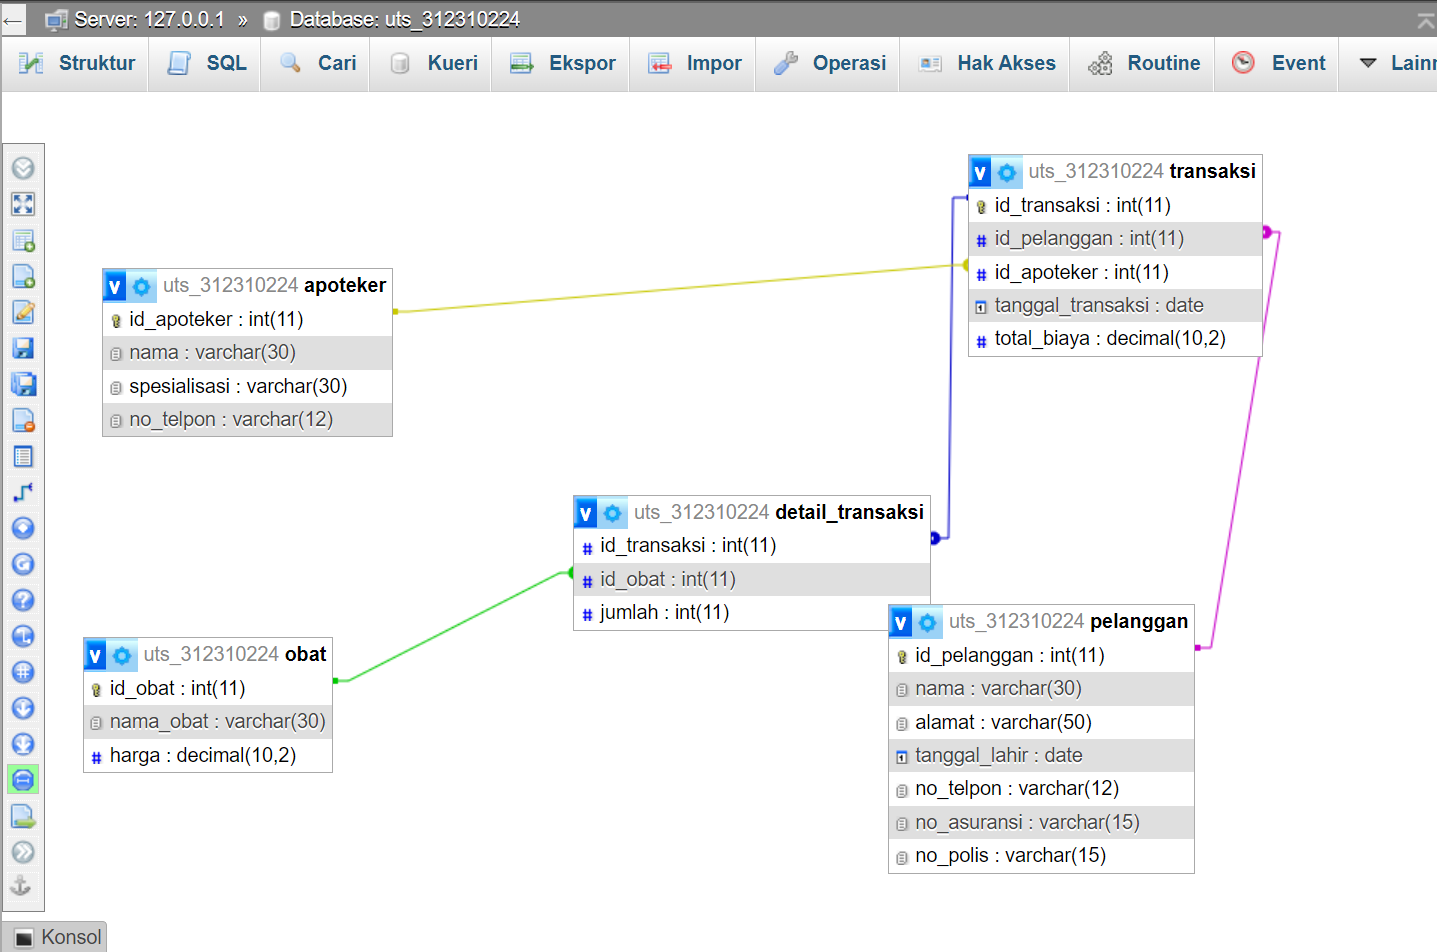 Server: 127.0.0.1 » Database: uts_312310224
Struktur SQL Cari Kueri Ekspor Impor Operasi Hak Akses Routine Event
v uts_312310224 transaksi
id_transaksi : int(11)
# id_pelanggan : int(11)
# id_apoteker : int(11)
tanggal_transaksi : date
# total_biaya : decimal(10,2)
v uts_312310224 apoteker
id_apoteker : int(11)
nama : varchar(30)
spesialisasi : varchar(30)
no_telpon : varchar(12)
v uts_312310224 detail_transaksi
# id_transaksi : int(11)
# id_obat : int(11)
# jumlah : int(11)
v uts_312310224 obat
id_obat : int(11)
nama_obat : varchar(30)
# harga : decimal(10,2)
v uts_312310224 pelanggan
id_pelanggan : int(11)
nama : varchar(30)
alamat : varchar(50)
tanggal_lahir : date
no_telpon : varchar(12)
no_asuransi : varchar(15)
no_polis : varchar(15)
Konsol